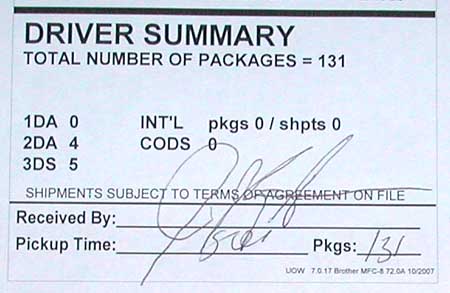 DRIVER SUMMARY
TOTAL NUMBER OF PACKAGES = 131
1DA 0 INT'L pkgs 0 / shpts 0
2DA 4 CODS 0
3DS 5
SHIPMENTS SUBJECT TO TERMS OF AGREEMENT ON FILE
Received By:
Pickup Time: Pkgs: 131
UOW 7.0.17 Brother MFC-8 72.0A 10/2007